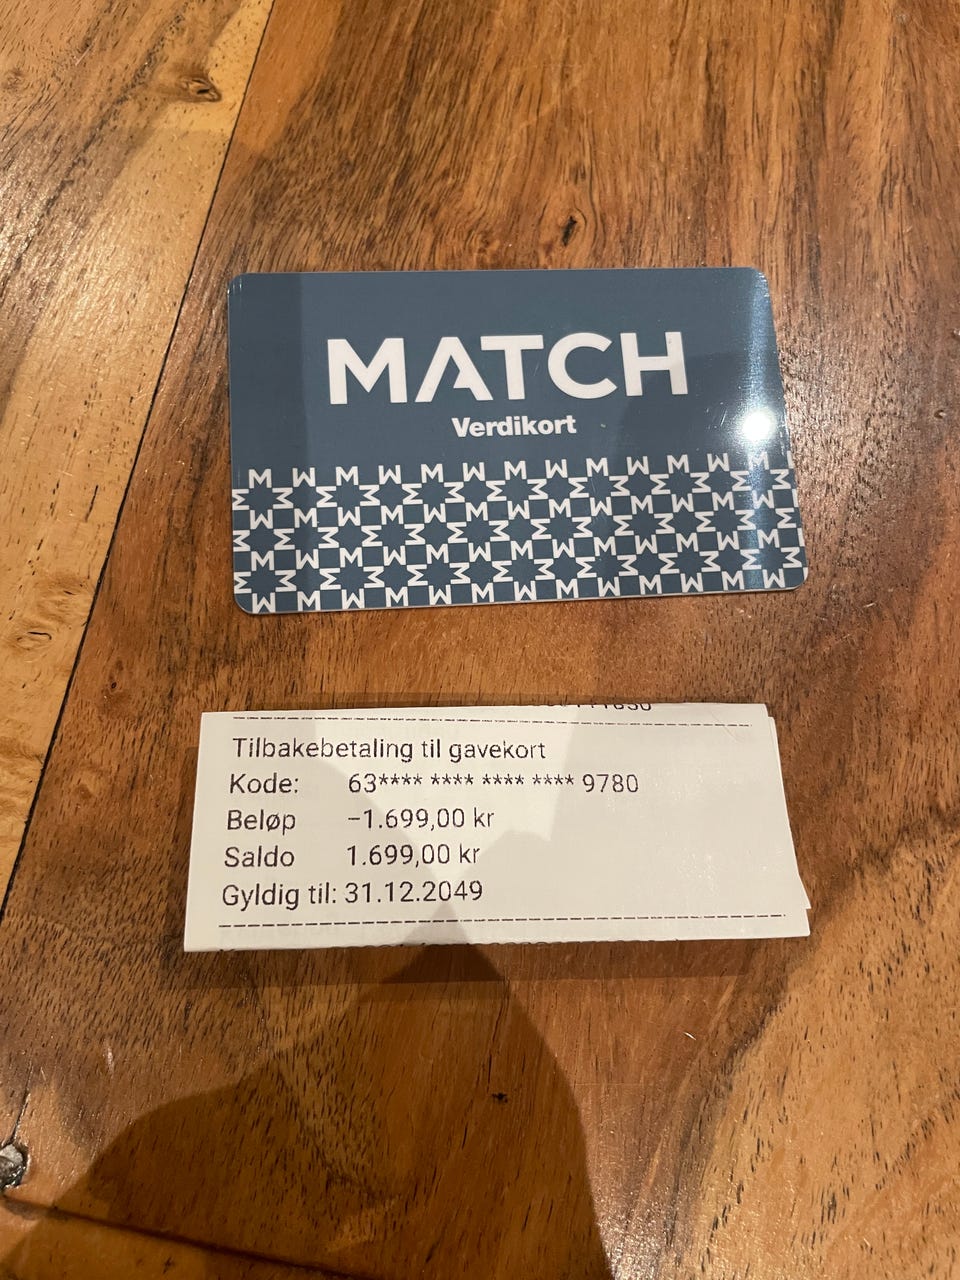 MATCH
Verdikort
Tilbakebetaling til gavekort
Kode: 63**** **** **** **** 9780
Beløp -1.699,00 kr
Saldo 1.699,00 kr
Gyldig til: 31.12.2049